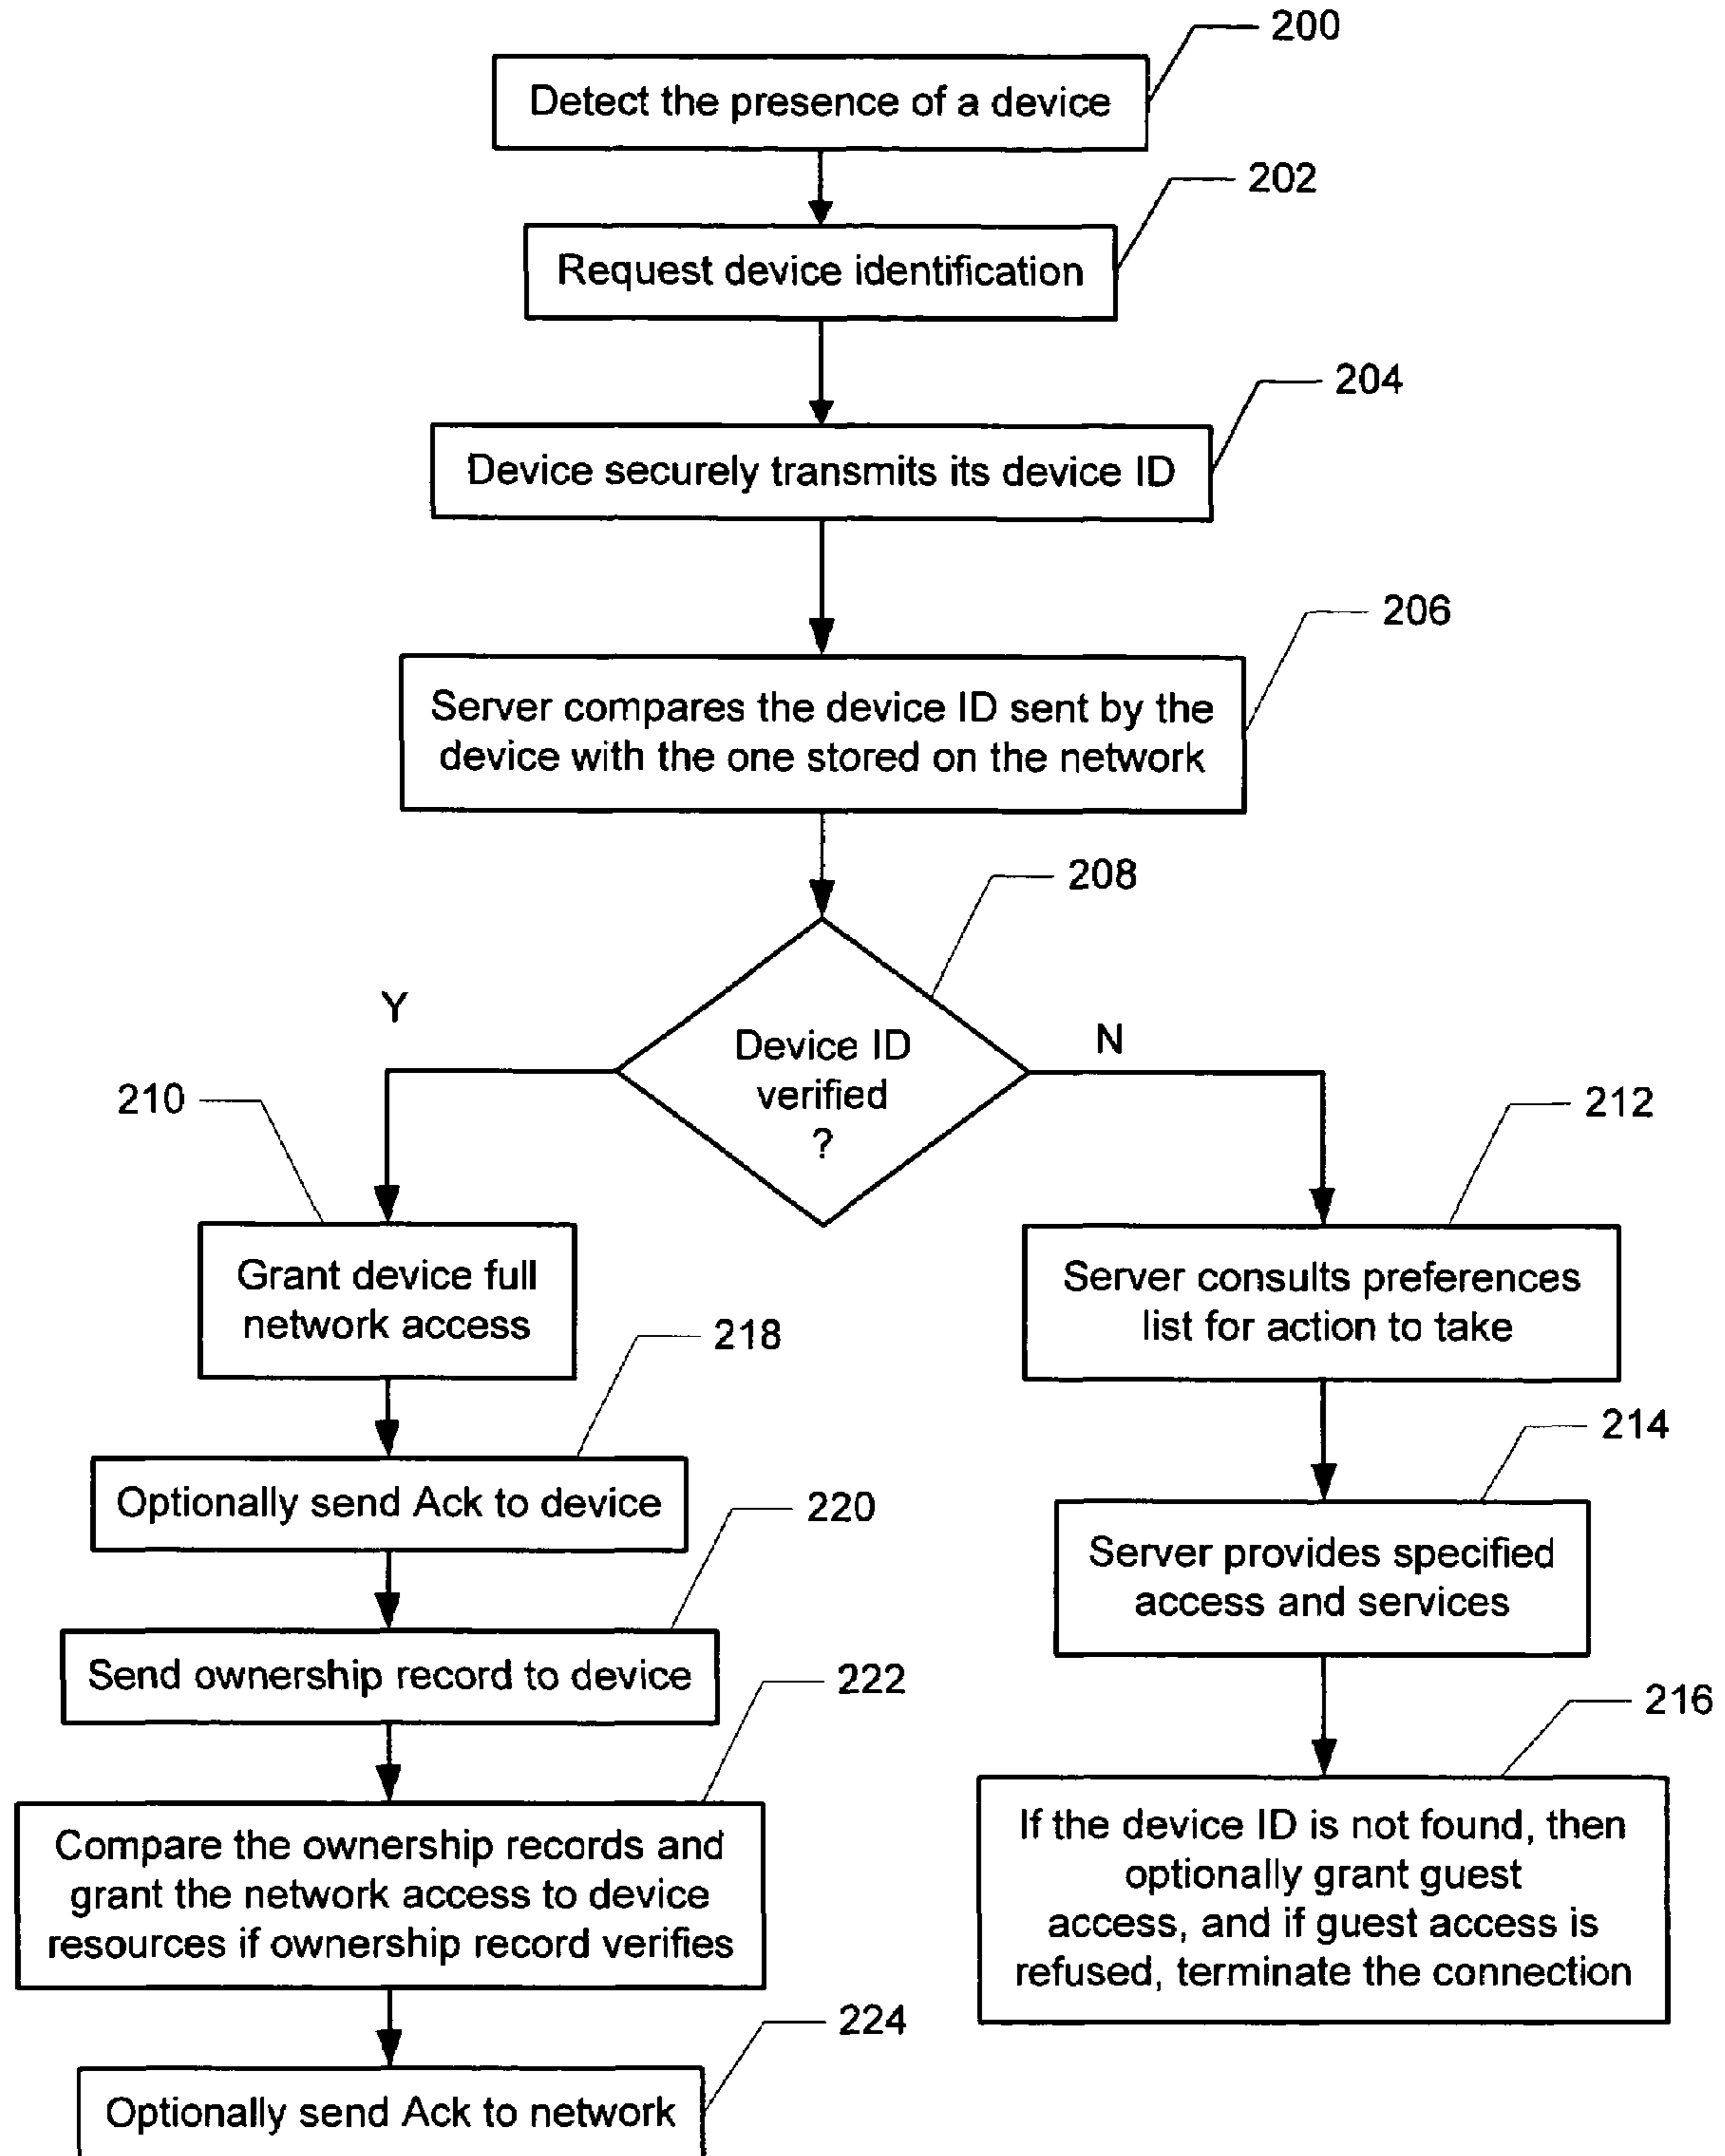 200
Detect the presence of a device
202
Request device identification
204
Device securely transmits its device ID
206
Server compares the device ID sent by the
device with the one stored on the network
208
Device ID
verified
?
Y
N
210
Grant device full
network access
212
Server consults preferences
list for action to take
218
Optionally send Ack to device
214
Server provides specified
access and services
220
Send ownership record to device
222
Compare the ownership records and
grant the network access to device
resources if ownership record verifies
216
If the device ID is not found, then
optionally grant guest
access, and if guest access is
refused, terminate the connection
224
Optionally send Ack to network